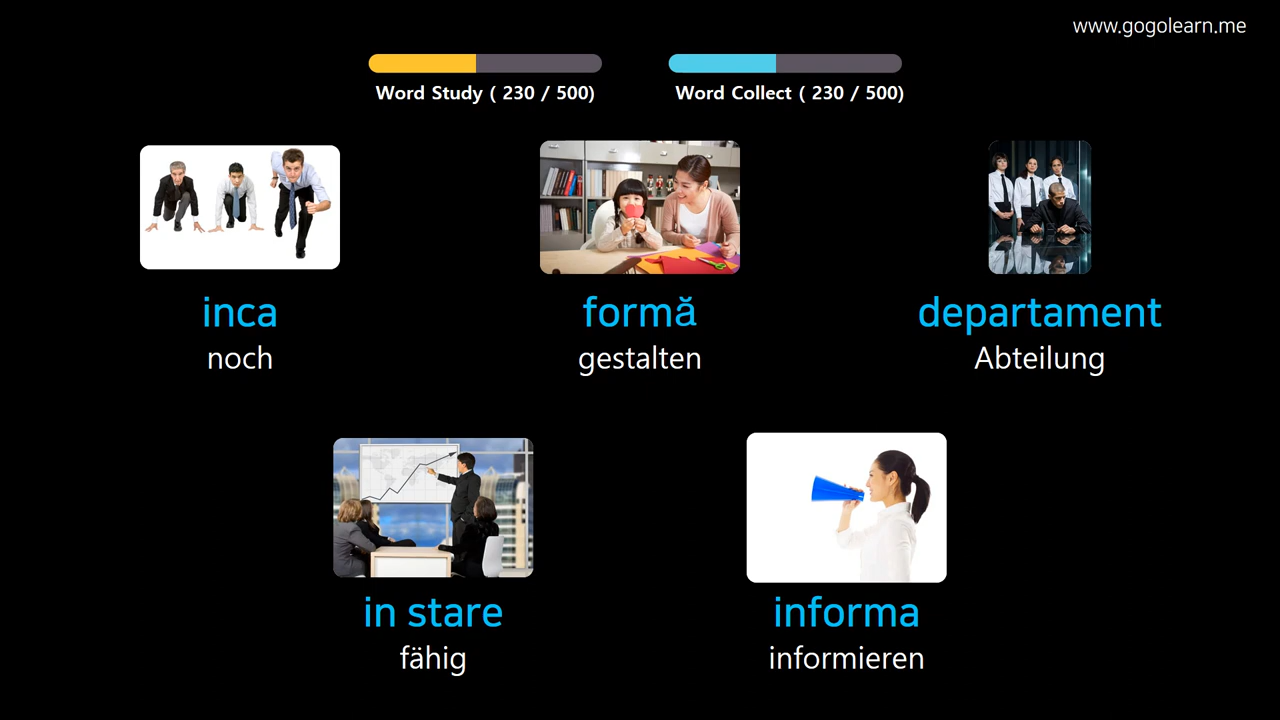 www.gogolearn.me
Word Study ( 230 / 500)
Word Collect ( 230 / 500)
inca
noch
formă
gestalten
departament
Abteilung
in stare
fähig
informa
informieren